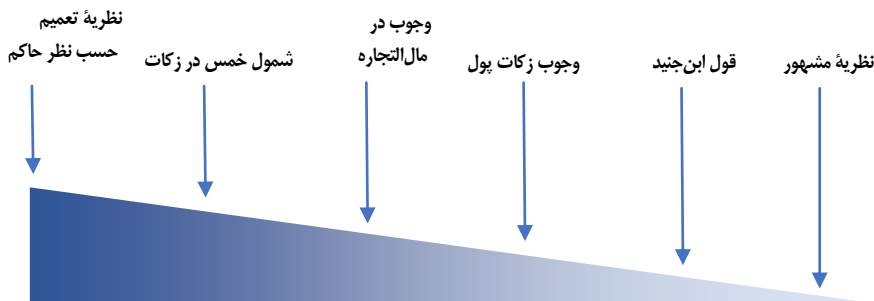 نظریهٔ مشهور
قول ابن‌جنید
وجوب زکات پول
وجوب در
مال‌التجاره
شمول خمس در زکات
نظریهٔ تعمیم
حسب نظر حاکم